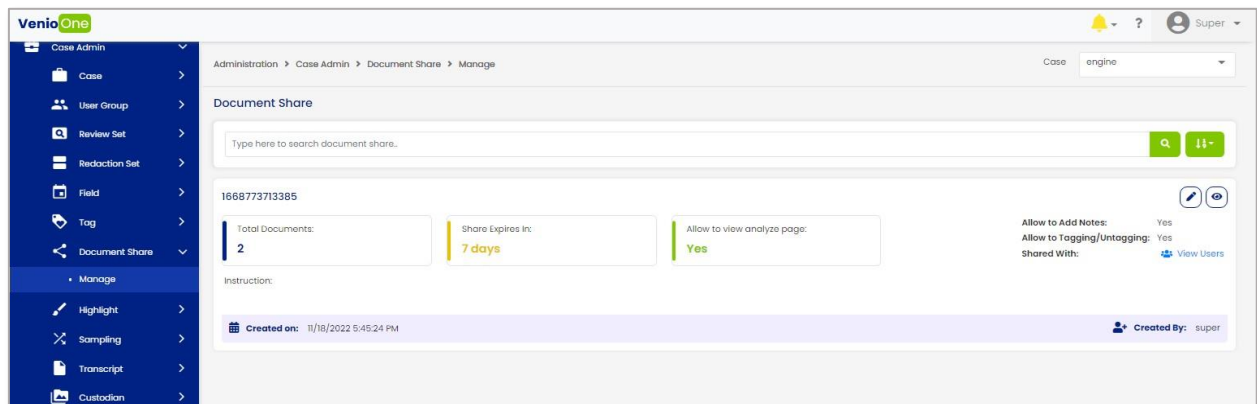 VenioOne
? Super
Case Admin
Case
User Group
Review Set
Redaction Set
Field
Tag
Document Share
• Manage
Highlight
Sampling
Transcript
Custodian
Administration > Case Admin > Document Share > Manage
Case engine
Document Share
Type here to search document share..
1668773713385
Total Documents:
2
Share Expires In:
7 days
Allow to view analyze page:
Yes
Allow to Add Notes: Yes
Allow to Tagging/Untagging: Yes
Shared With: View Users
Instruction:
Created on: 11/18/2022 5:45:24 PM
Created By: super